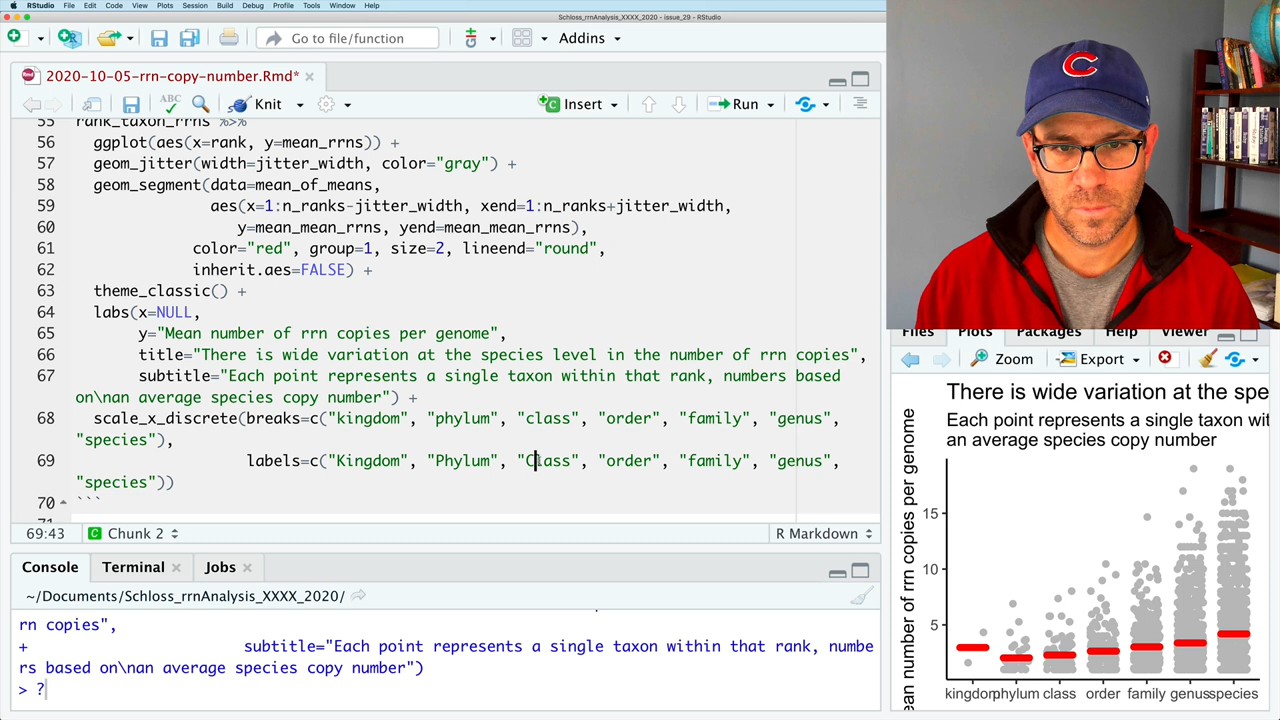 RStudio File Edit Code View Plots Session Build Debug Profile Tools Window Help
Schloss_rrnAnalysis_XXXX_2020 - issue_29 - RStudio
Go to file/function Addins
2020-10-05-rrn-copy-number.Rmd*
ABC Knit Insert Run
55 rank_taxon_rrns %>%
56 ggplot(aes(x=rank, y=mean_rrns)) +
57 geom_jitter(width=jitter_width, color="gray") +
58 geom_segment(data=mean_of_means,
59 aes(x=1:n_ranks-jitter_width, xend=1:n_ranks+jitter_width,
60 y=mean_mean_rrns, yend=mean_mean_rrns),
61 color="red", group=1, size=2, lineend="round",
62 inherit.aes=FALSE) +
63 theme_classic() +
64 labs(x=NULL,
65 y="Mean number of rrn copies per genome",
66 title="There is wide variation at the species level in the number of rrn copies",
67 subtitle="Each point represents a single taxon within that rank, numbers based
on\nan average species copy number") +
68 scale_x_discrete(breaks=c("kingdom", "phylum", "class", "order", "family", "genus",
"species"),
69 labels=c("Kingdom", "Phylum", "Class", "order", "family", "genus",
"species"))
70 ```
71
69:43 Chunk 2 R Markdown
Console Terminal Jobs
~/Documents/Schloss_rrnAnalysis_XXXX_2020/
rn copies",
+ subtitle="Each point represents a single taxon within that rank, numbe
rs based on\nan average species copy number")
> ?
C
Files Plots Packages Help Viewer
Zoom Export
There is wide variation at the spe
Each point represents a single taxon wit
an average species copy number
ean number of rrn copies per genome
15
10
5
kingdom phylum class order family genus species